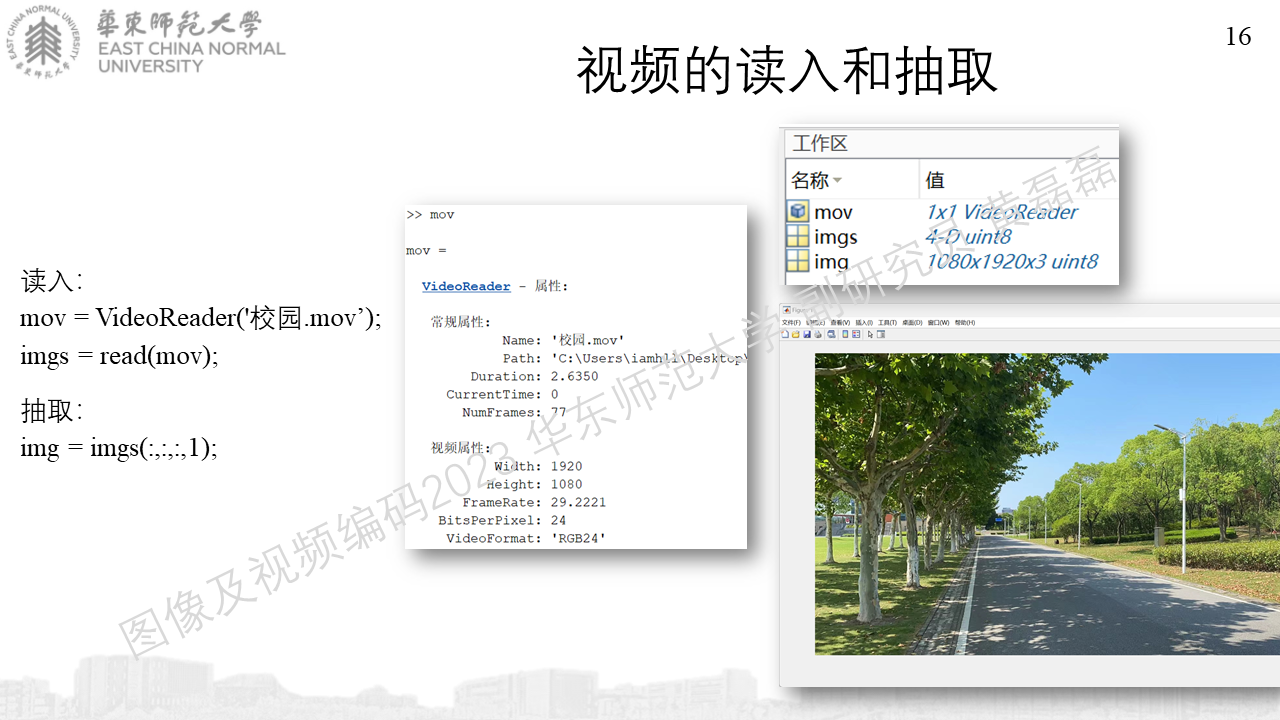 華東師範大學
EAST CHINA NORMAL
UNIVERSITY
EAST CHINA NORMAL UNIVERSITY
華東師範大學
16
视频的读入和抽取
读入：
mov = VideoReader('校园.mov’);
imgs = read(mov);
抽取：
img = imgs(:,:,:,1);
>> mov
mov =
VideoReader - 属性:
常规属性:
Name: '校园.mov'
Path: 'C:\Users\iamhli\Desktop\
Duration: 2.6350
CurrentTime: 0
NumFrames: 77
视频属性:
Width: 1920
Height: 1080
FrameRate: 29.2221
BitsPerPixel: 24
VideoFormat: 'RGB24'
工作区
名称 值
mov 1x1 VideoReader
imgs 4-D uint8
img 1080x1920x3 uint8
文件(F) 编辑(E) 查看(V) 插入(I) 工具(T) 桌面(D) 窗口(W) 帮助(H)
图像及视频编码2023 华东师范大学副研究员 黄磊磊